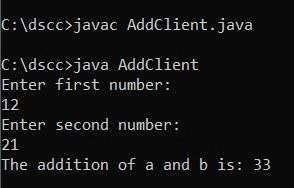 C:\dscc>javac AddClient.java
C:\dscc>java AddClient
Enter first number:
12
Enter second number:
21
The addition of a and b is: 33